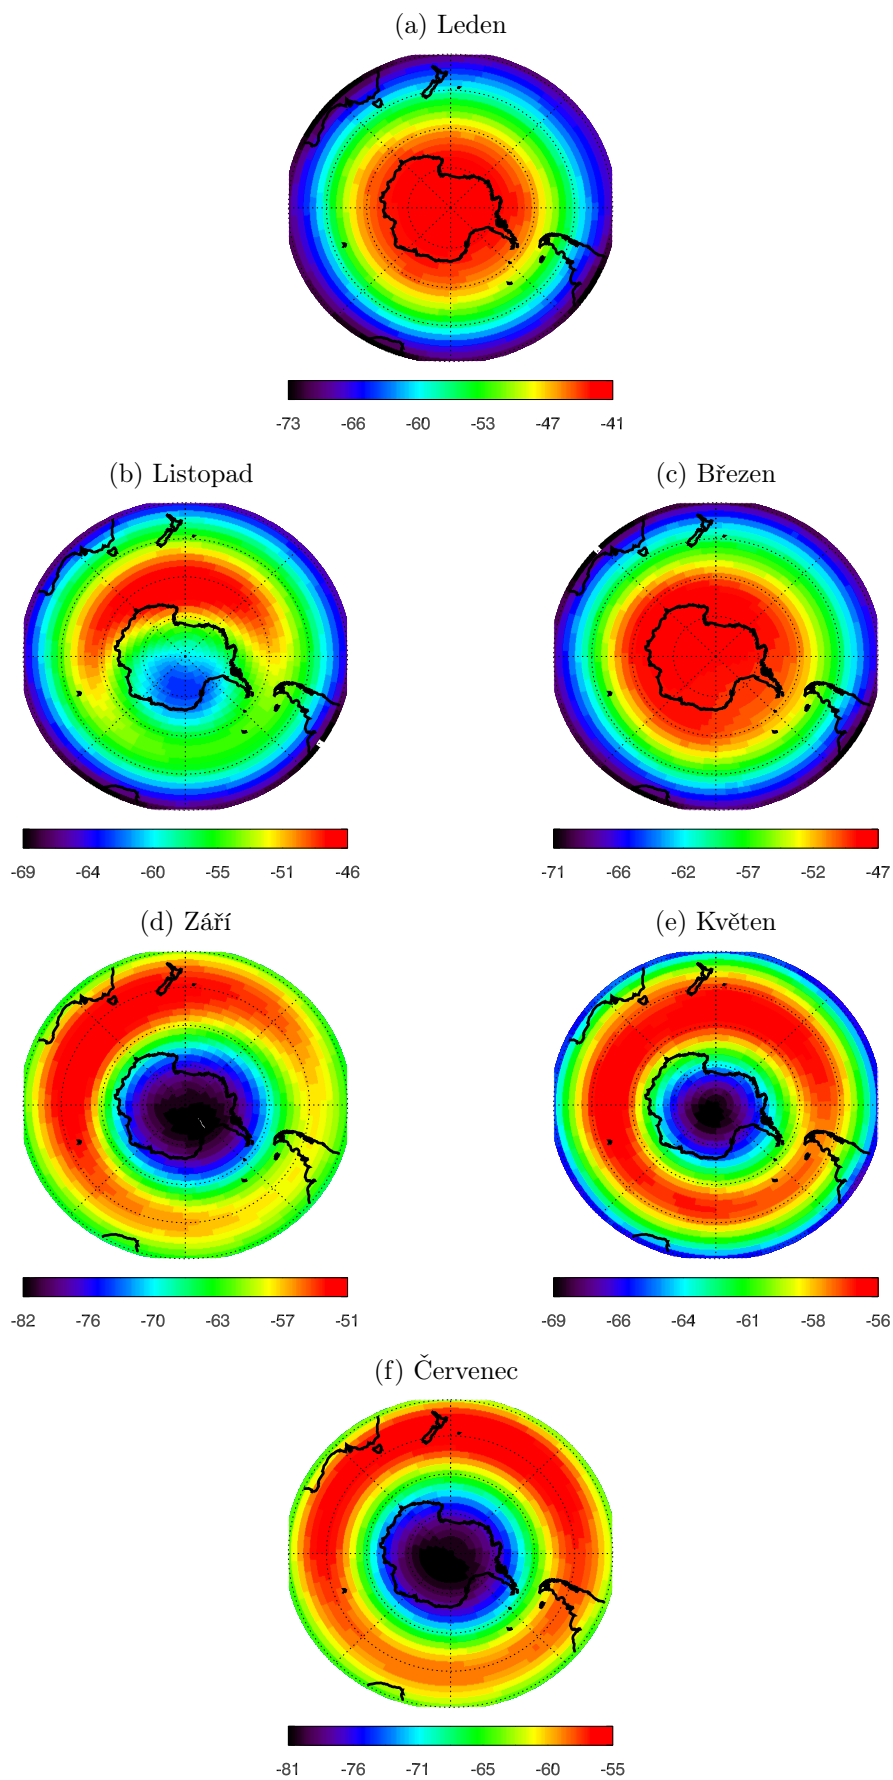 (a) Leden
-73 -66 -60 -53 -47 -41
(b) Listopad
(c) Březen
-69 -64 -60 -55 -51 -46
-71 -66 -62 -57 -52 -47
(d) Září
(e) Květen
-82 -76 -70 -63 -57 -51
-69 -66 -64 -61 -58 -56
(f) Červenec
-81 -76 -71 -65 -60 -55